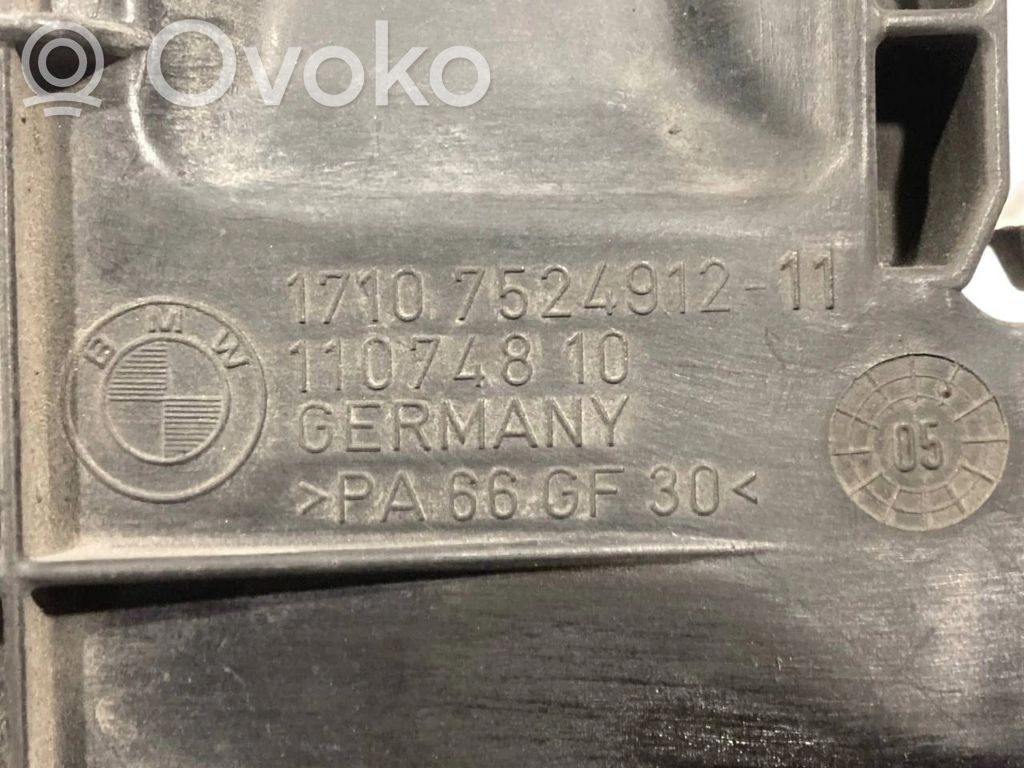 Ovoko
1710 7524912-11
BMW
110748 10
GERMANY
>PA 66 GF 30<
05